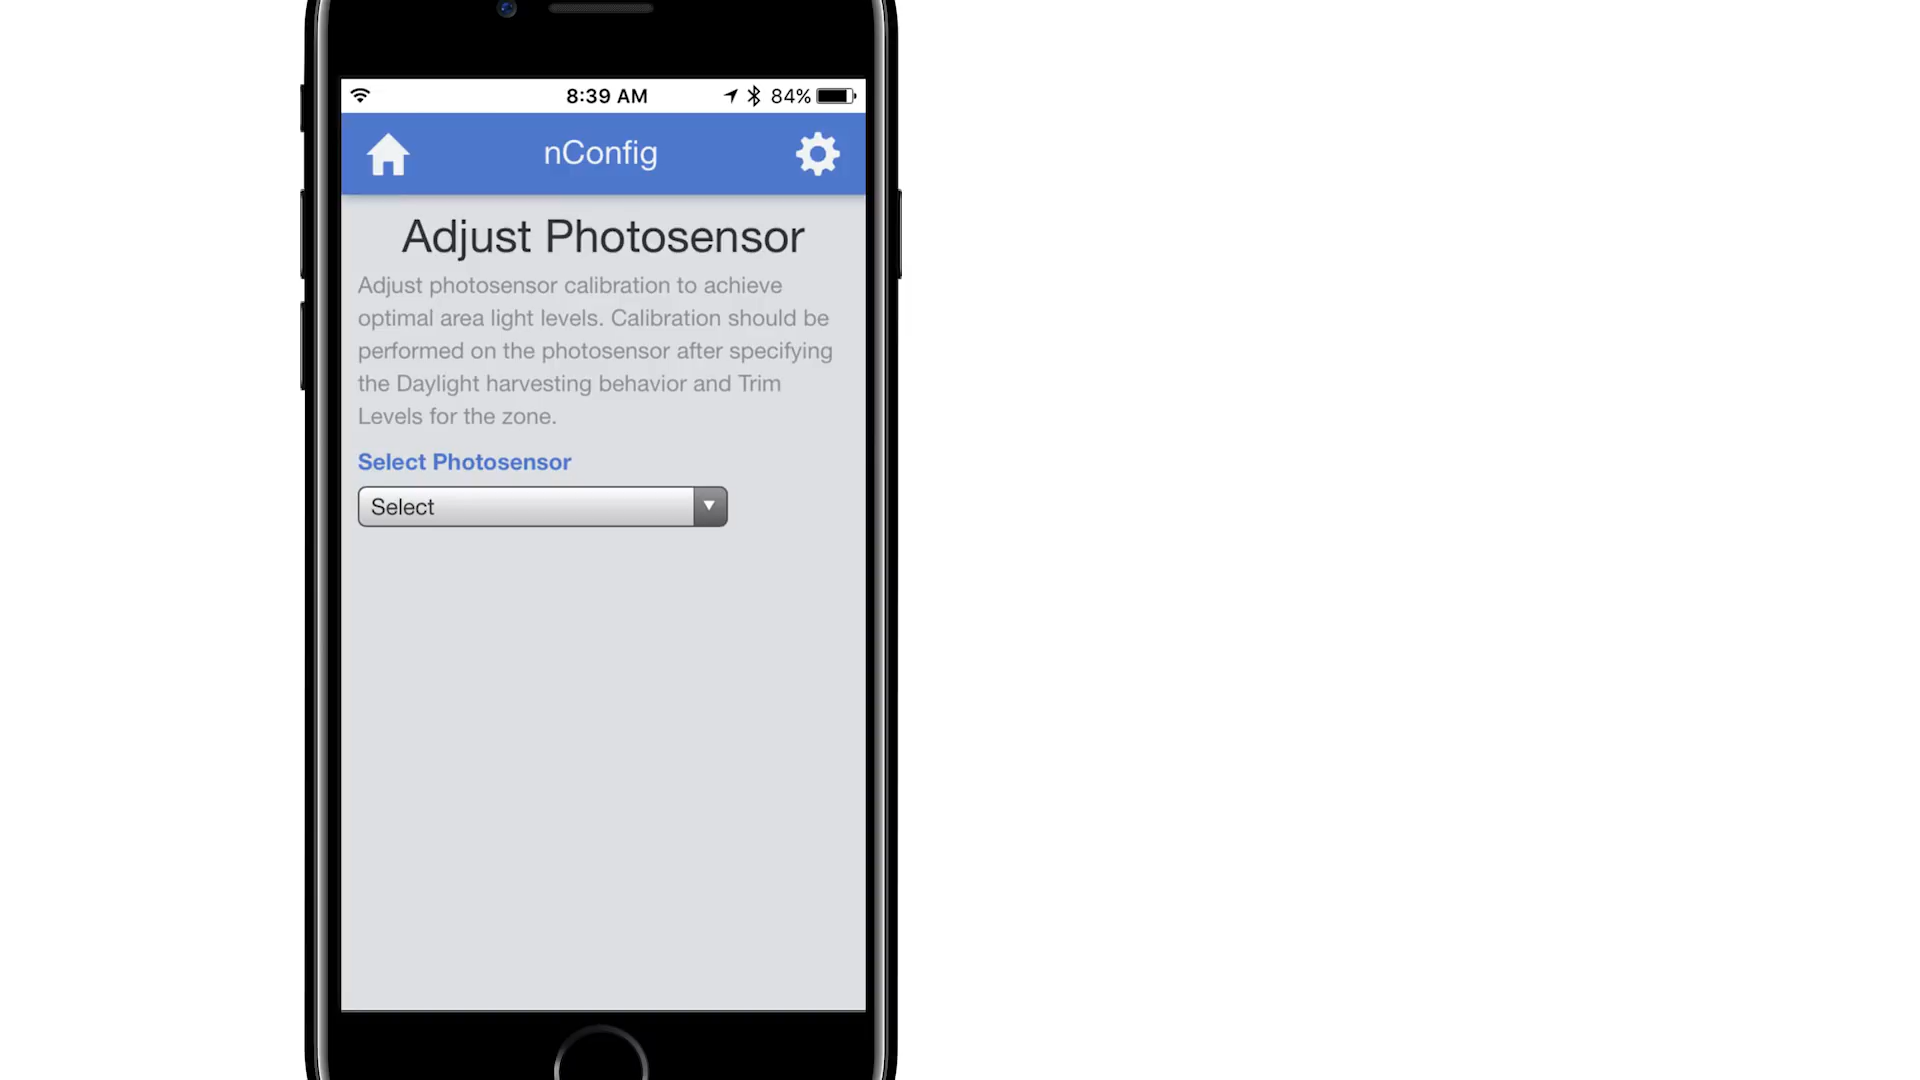 8:39 AM
84%
nConfig
Adjust Photosensor
Adjust photosensor calibration to achieve
optimal area light levels. Calibration should be
performed on the photosensor after specifying
the Daylight harvesting behavior and Trim
Levels for the zone.
Select Photosensor
Select